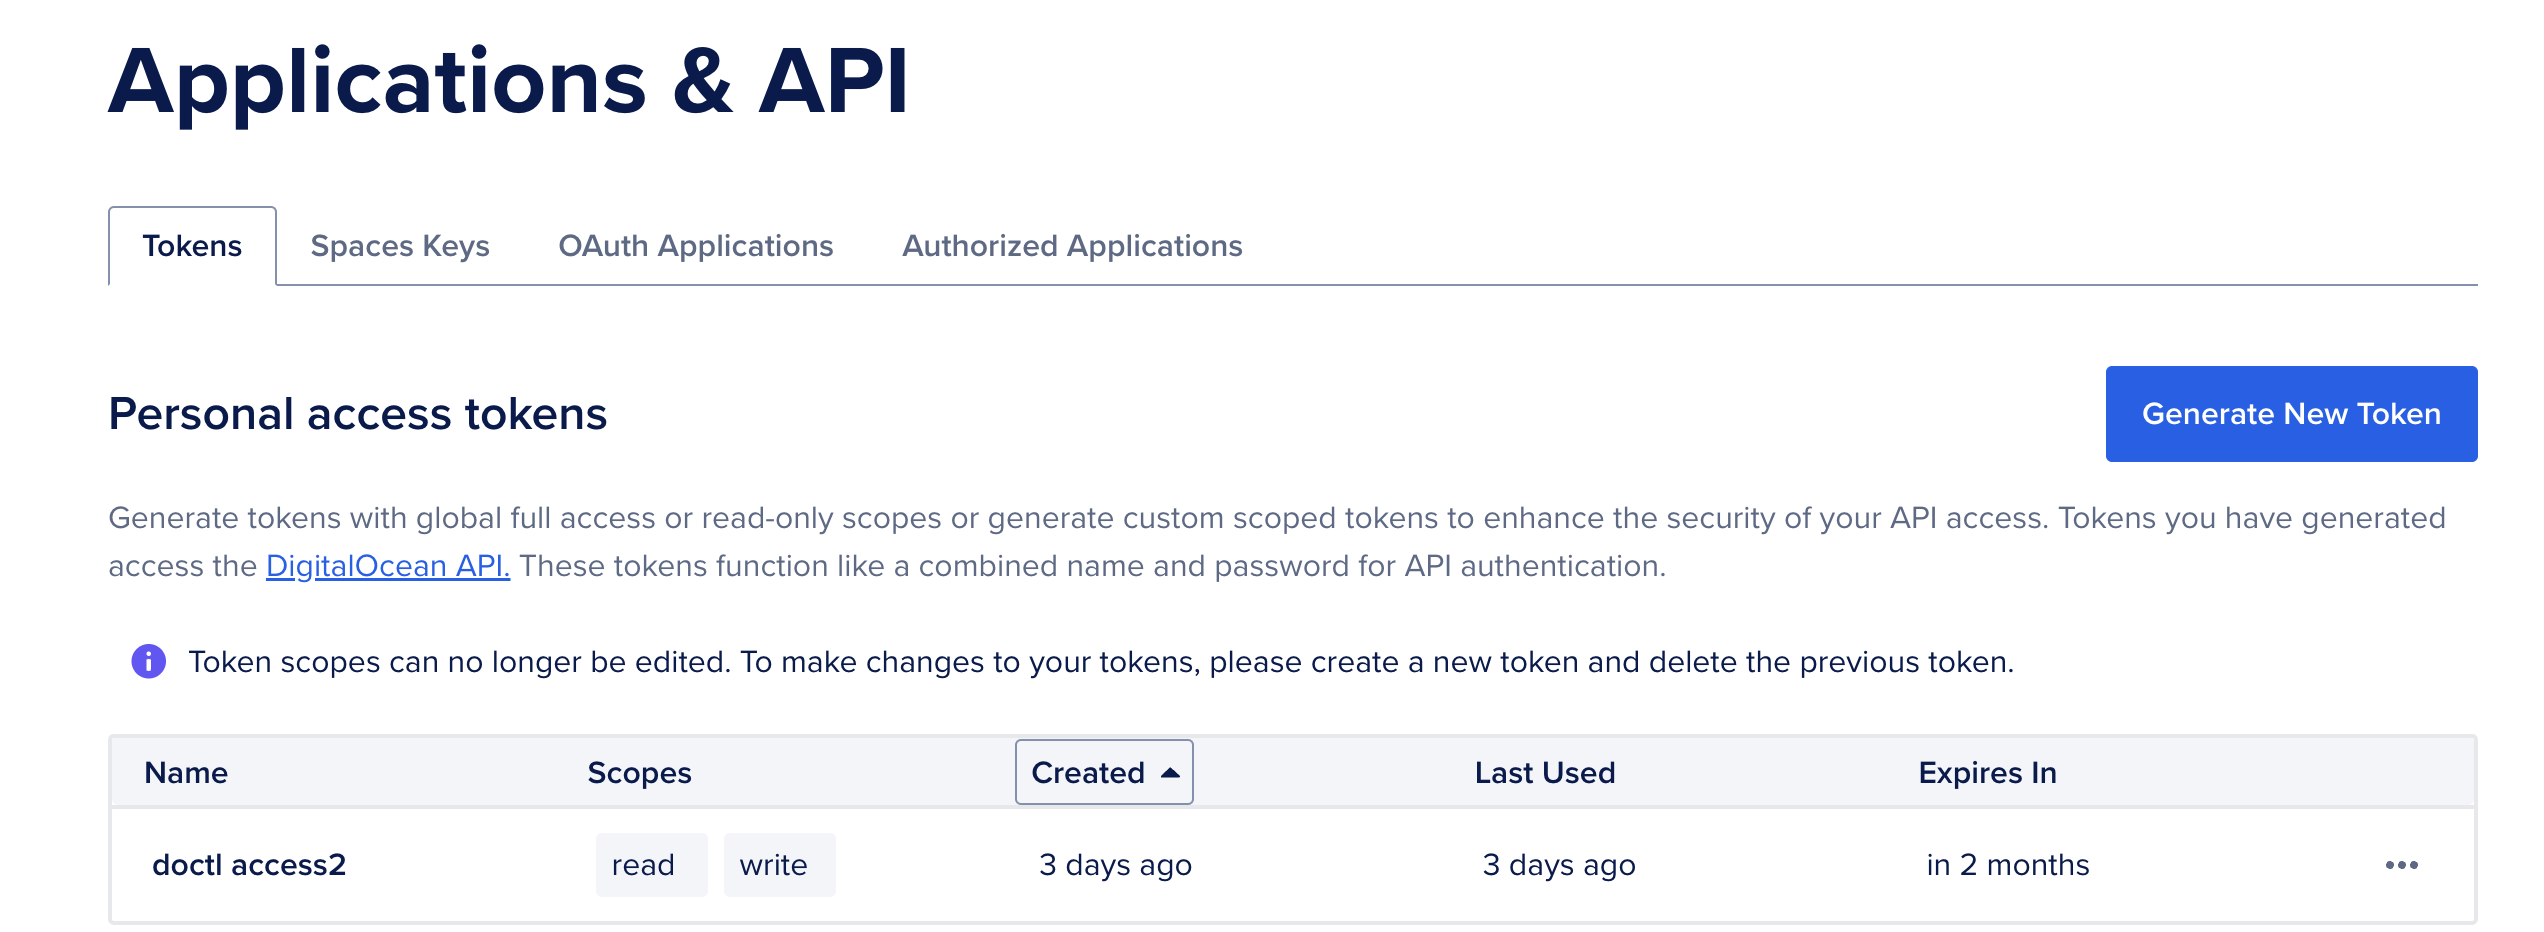 Applications & API
Tokens
Spaces Keys
OAuth Applications
Authorized Applications
Personal access tokens
Generate New Token
Generate tokens with global full access or read-only scopes or generate custom scoped tokens to enhance the security of your API access. Tokens you have generated
access the DigitalOcean API. These tokens function like a combined name and password for API authentication.
Token scopes can no longer be edited. To make changes to your tokens, please create a new token and delete the previous token.
Name Scopes Created Last Used Expires In
doctl access2 read write 3 days ago 3 days ago in 2 months